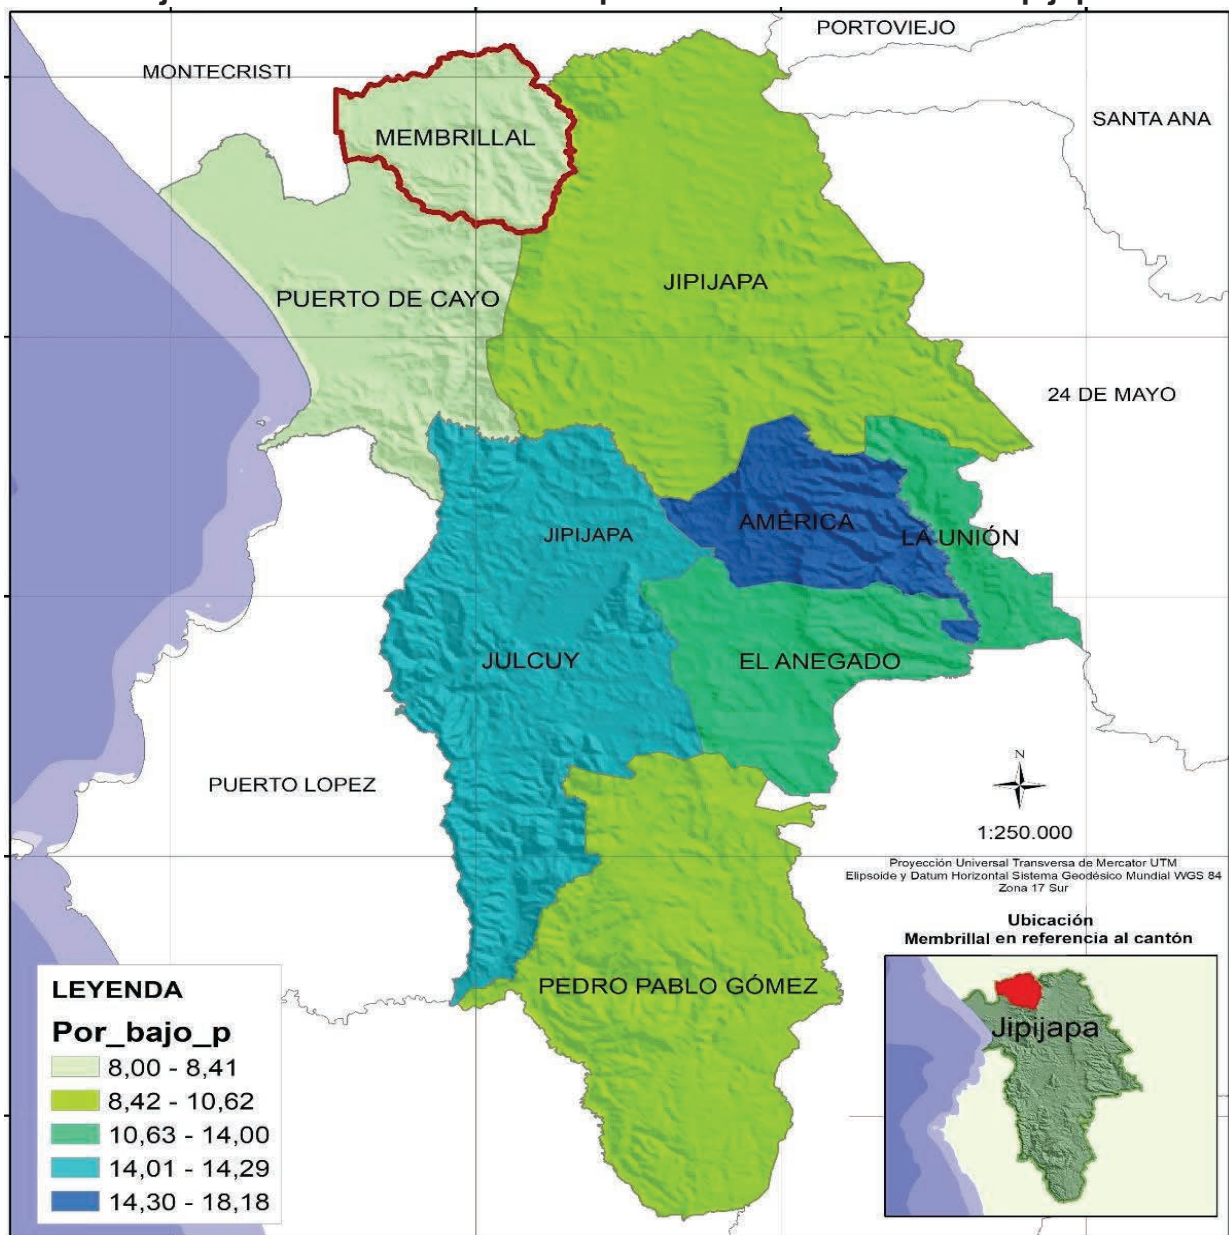 PORTOVIEJO
MONTECRISTI
SANTA ANA
MEMBRILLAL
JIPIJAPA
PUERTO DE CAYO
24 DE MAYO
AMÉRICA
JIPIJAPA
LA UNIÓN
JULCUY
EL ANEGADO
PUERTO LOPEZ
N
1:250.000
Proyección Universal Transversa de Mercator UTM
Elipsoide y Datum Horizontal Sistema Geodésico Mundial WGS 84
Zona 17 Sur
Ubicación
Membrillal en referencia al cantón
PEDRO PABLO GÓMEZ
Jipijapa
LEYENDA
Por_bajo_p
8,00 - 8,41
8,42 - 10,62
10,63 - 14,00
14,01 - 14,29
14,30 - 18,18